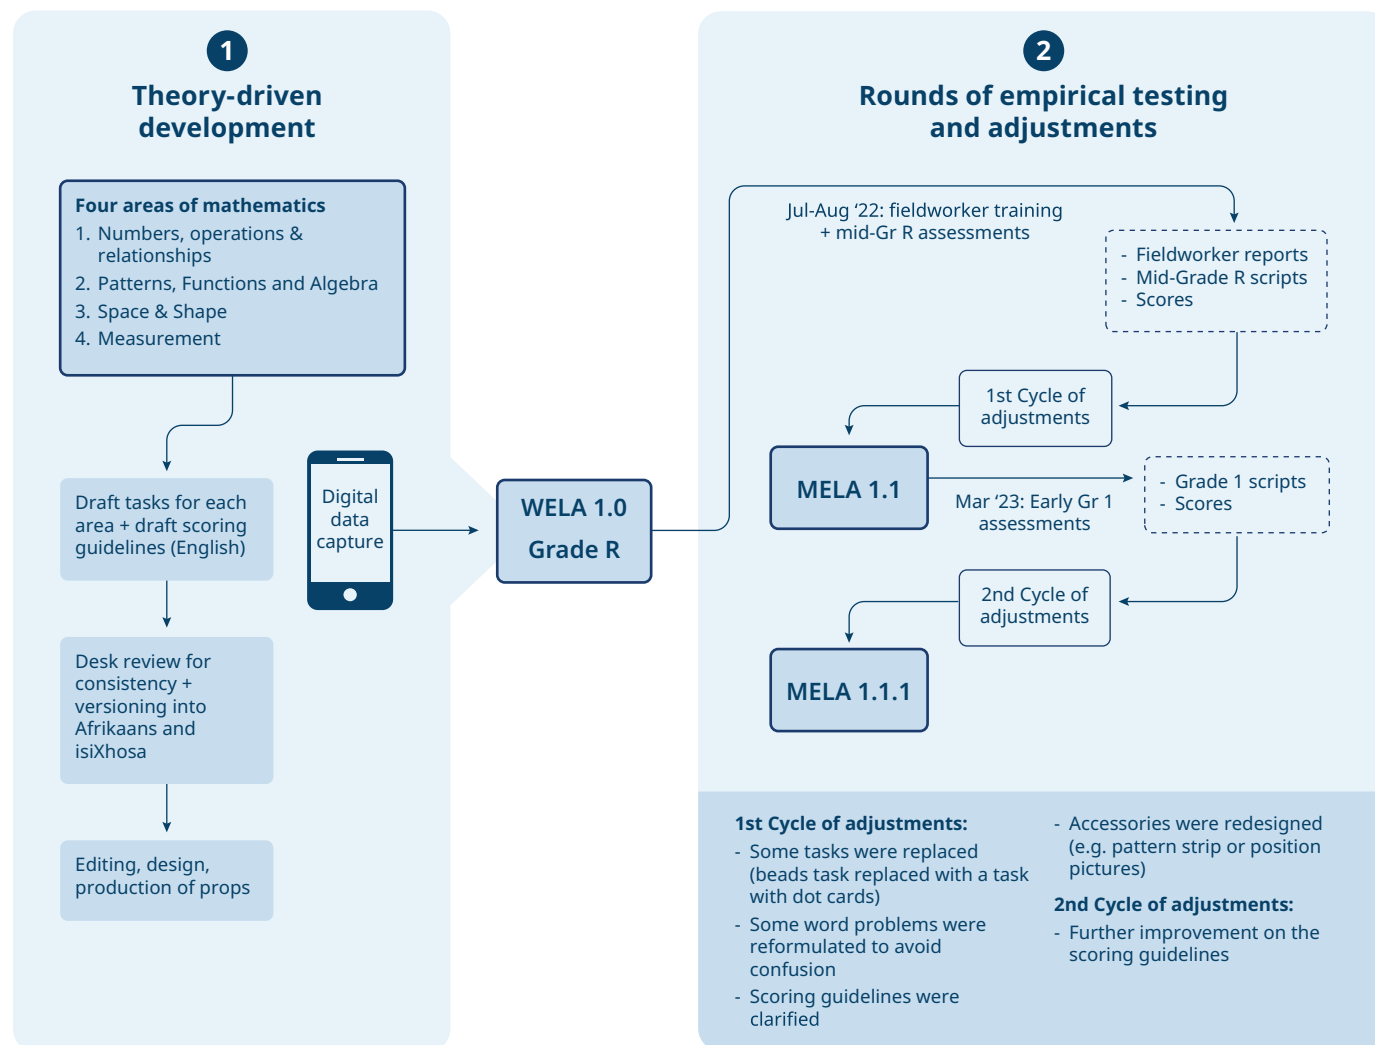 1
Theory-driven
development
Four areas of mathematics
1. Numbers, operations &
relationships
2. Patterns, Functions and Algebra
3. Space & Shape
4. Measurement
Draft tasks for each
area + draft scoring
guidelines (English)
Desk review for
consistency +
versioning into
Afrikaans and
isiXhosa
Editing, design,
production of props
Digital
data
capture
WELA 1.0
Grade R
2
Rounds of empirical testing
and adjustments
Jul-Aug ‘22: fieldworker training
+ mid-Gr R assessments
- Fieldworker reports
- Mid-Grade R scripts
- Scores
1st Cycle of
adjustments
MELA 1.1
Mar ‘23: Early Gr 1
assessments
- Grade 1 scripts
- Scores
2nd Cycle of
adjustments
MELA 1.1.1
1st Cycle of adjustments:
- Some tasks were replaced
(beads task replaced with a task
with dot cards)
- Some word problems were
reformulated to avoid
confusion
- Scoring guidelines were
clarified
- Accessories were redesigned
(e.g. pattern strip or position
pictures)
2nd Cycle of adjustments:
- Further improvement on the
scoring guidelines